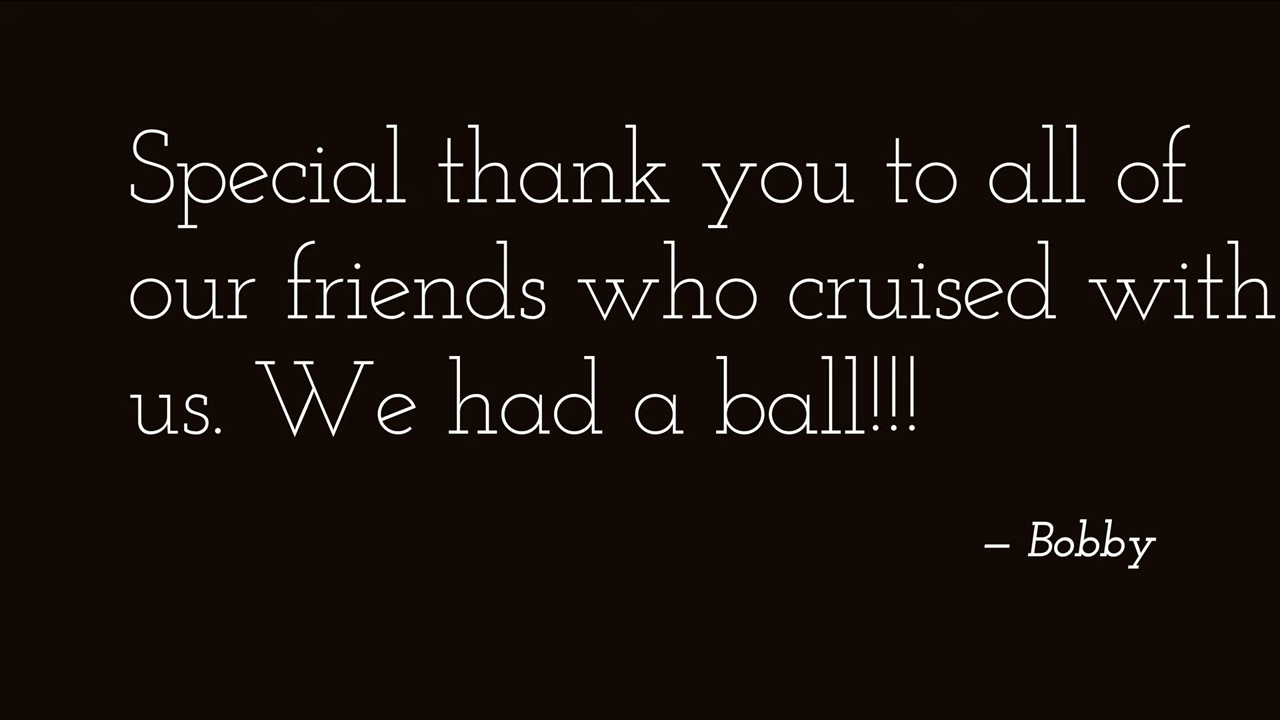 Special thank you to all of
our friends who cruised with
us. We had a ball!!!
– Bobby